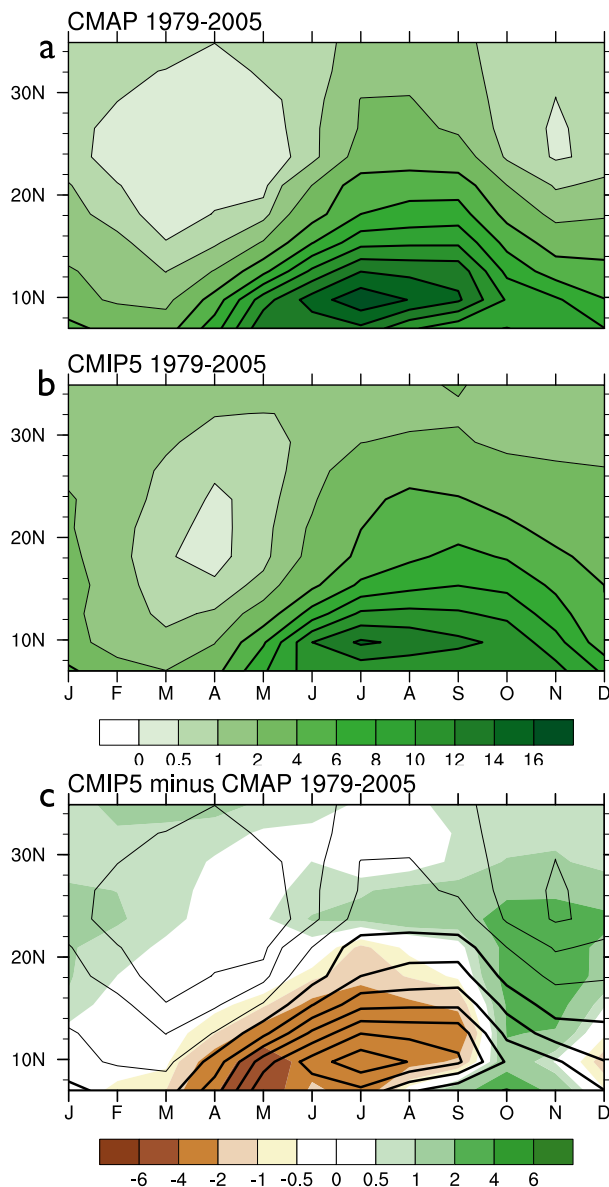 CMAP 1979-2005
a
30N
20N
10N
CMIP5 1979-2005
b
30N
20N
10N
J F M A M J J A S O N D
0 0.5 1 2 4 6 8 10 12 14 16
CMIP5 minus CMAP 1979-2005
c
30N
20N
10N
J F M A M J J A S O N D
-6 -4 -2 -1 -0.5 0 0.5 1 2 4 6